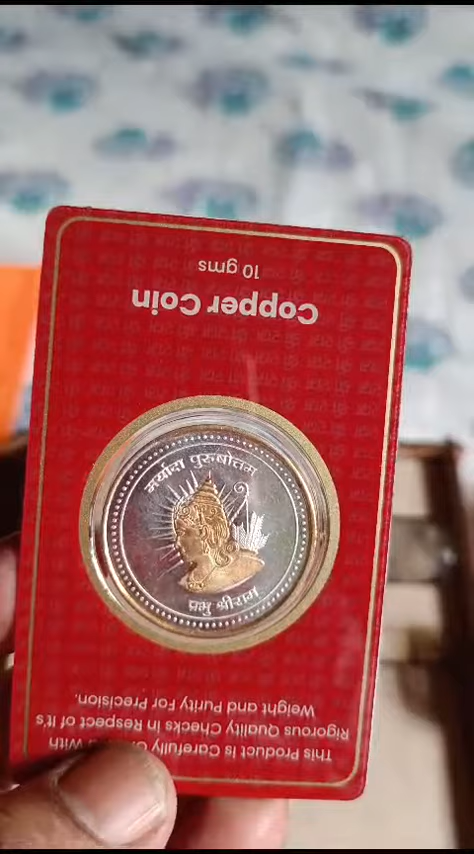 This Product is Carefully With
Rigorous Quality Checks In Respect of It's
Weight and Purity For Precision.
मर्यादा पुरुषोत्तम
प्रभु श्रीराम
Copper Coin
10 gms